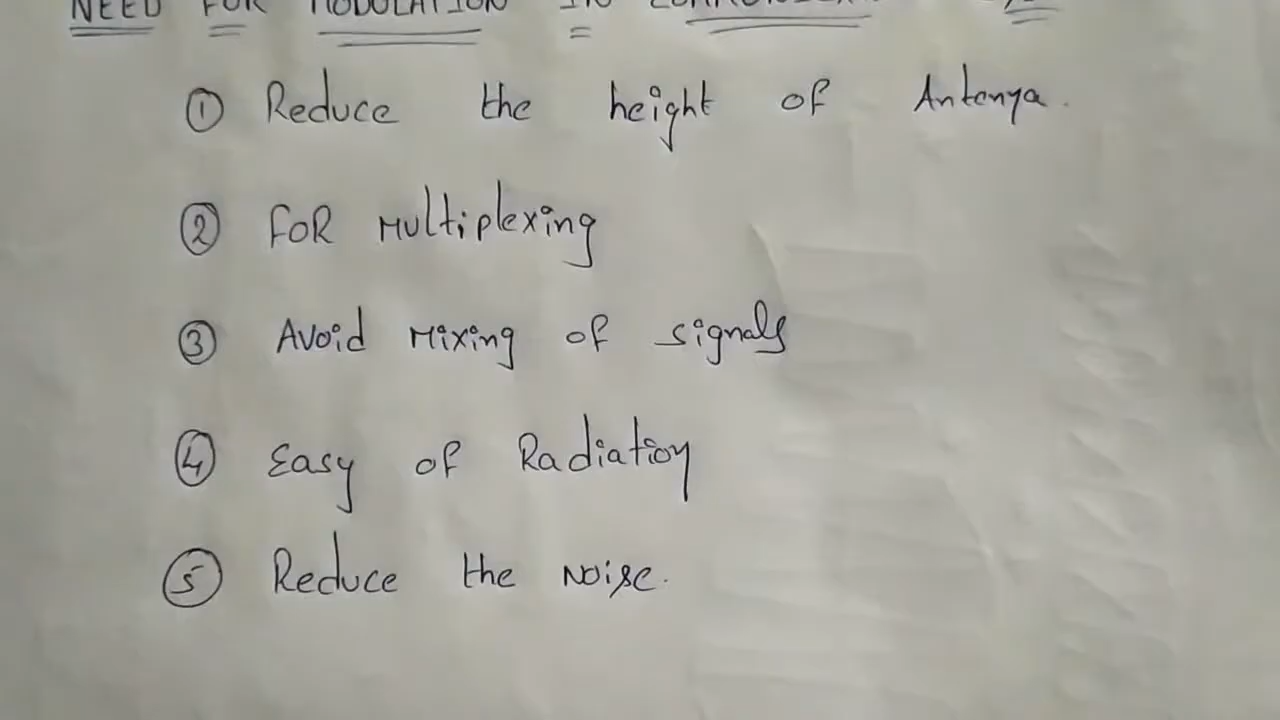 NEED FOR MODULATION IN
① Reduce the height of Antenna.
② FOR Multiplexing
③ Avoid Mixing of signals
④ Easy of Radiation
⑤ Reduce the Noise.